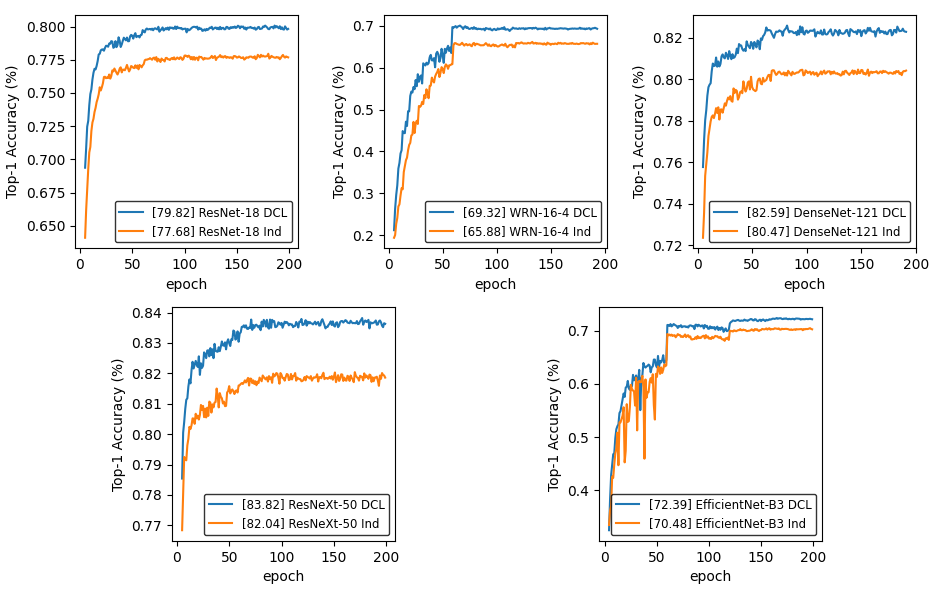 Top-1 Accuracy (%)
0.800
0.775
0.750
0.725
0.700
0.675
0.650
[79.82] ResNet-18 DCL
[77.68] ResNet-18 Ind
0 50 100 150 200
epoch
Top-1 Accuracy (%)
0.7
0.6
0.5
0.4
0.3
0.2
[69.32] WRN-16-4 DCL
[65.88] WRN-16-4 Ind
0 50 100 150 200
epoch
Top-1 Accuracy (%)
0.82
0.80
0.78
0.76
0.74
0.72
[82.59] DenseNet-121 DCL
[80.47] DenseNet-121 Ind
0 50 100 150 200
epoch
Top-1 Accuracy (%)
0.84
0.83
0.82
0.81
0.80
0.79
0.78
0.77
[83.82] ResNeXt-50 DCL
[82.04] ResNeXt-50 Ind
0 50 100 150 200
epoch
Top-1 Accuracy (%)
0.7
0.6
0.5
0.4
[72.39] EfficientNet-B3 DCL
[70.48] EfficientNet-B3 Ind
0 50 100 150 200
epoch